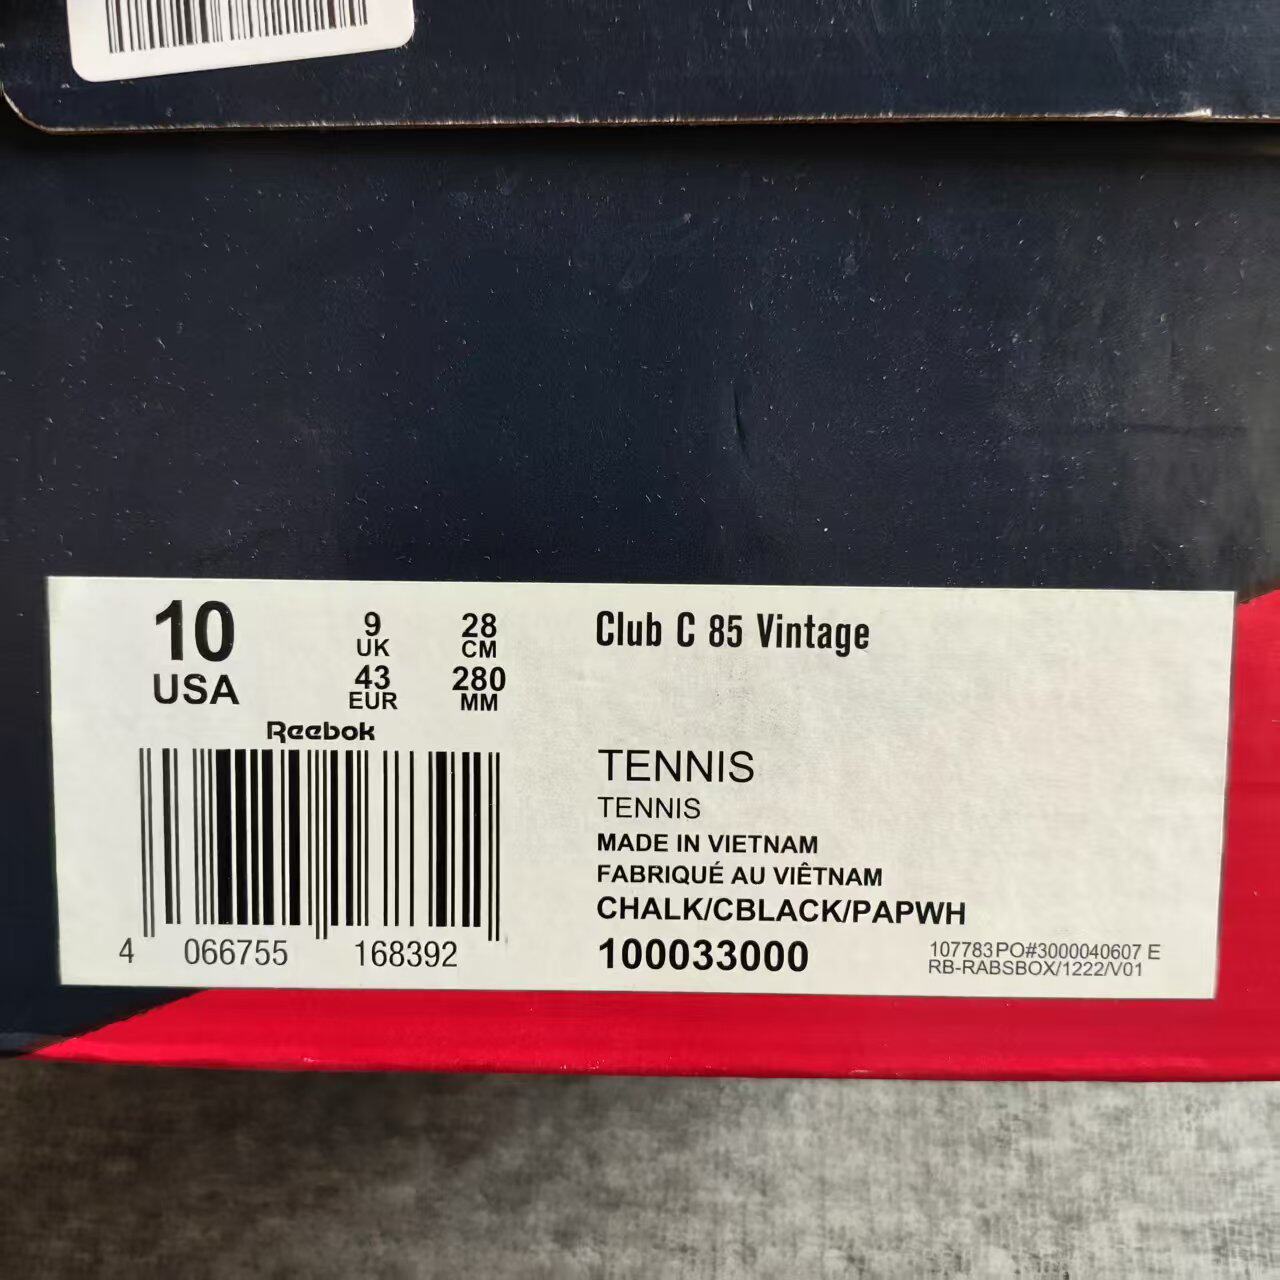 10
USA
9
UK
43
EUR
28
CM
280
MM
Reebok
4 066755 168392
Club C 85 Vintage
TENNIS
TENNIS
MADE IN VIETNAM
FABRIQUÉ AU VIÊTNAM
CHALK/CBLACK/PAPWH
100033000
107783PO#3000040607 E
RB-RABSBOX/1222/V01